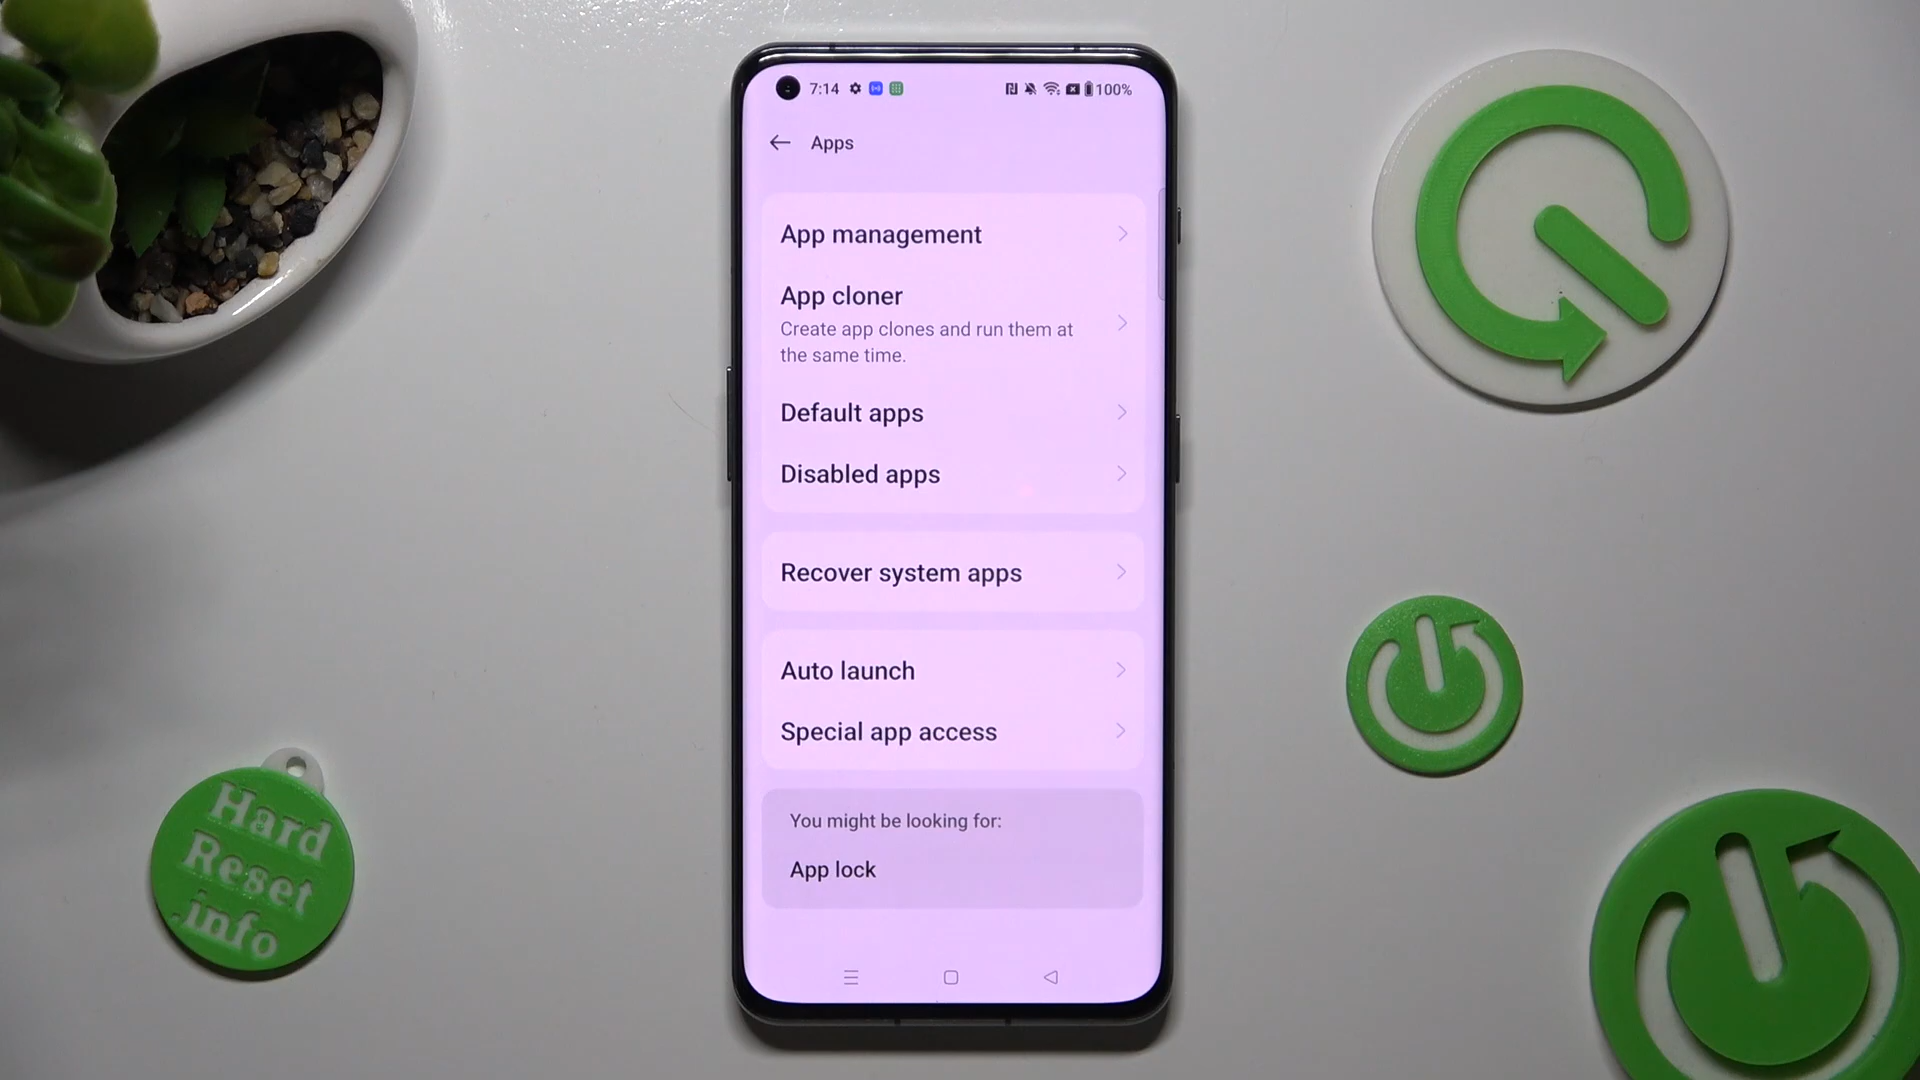 7:14
100%
Apps
App management
App cloner
Create app clones and run them at
the same time.
Default apps
Disabled apps
Recover system apps
Auto launch
Special app access
You might be looking for:
App lock
Hard
Reset
.info